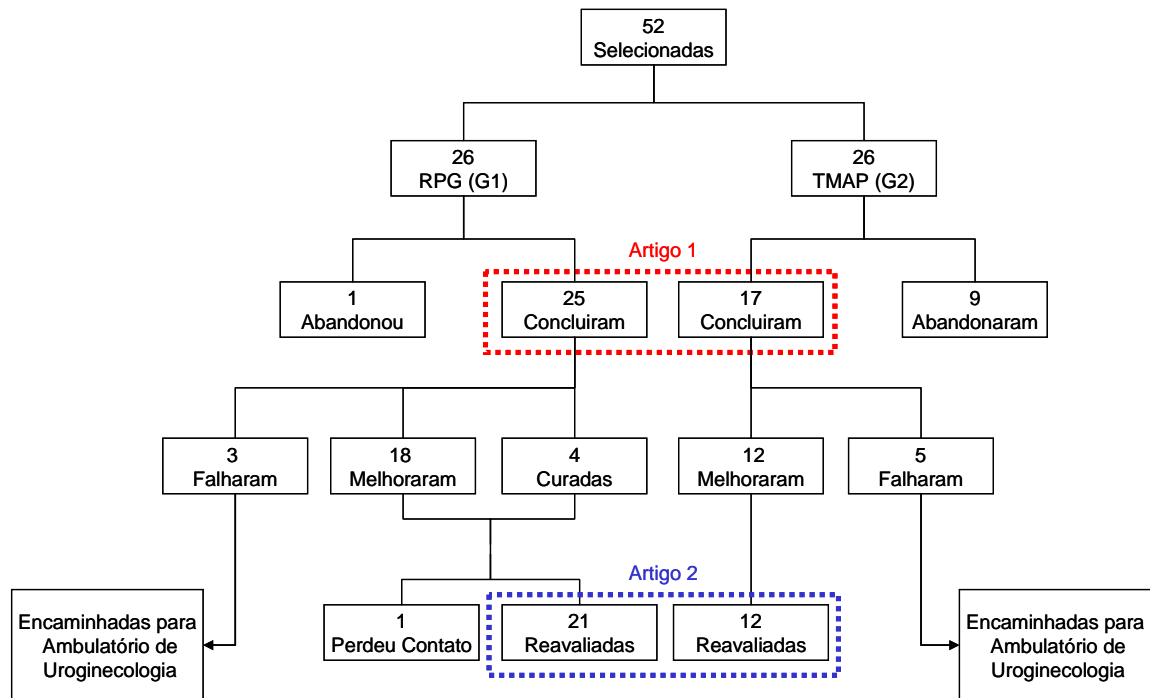 52
Selecionadas
26
RPG (G1)
26
TMAP (G2)
Artigo 1
1
Abandonou
25
Concluiram
17
Concluiram
9
Abandonaram
3
Falharam
18
Melhoraram
4
Curadas
12
Melhoraram
5
Falharam
Artigo 2
Encaminhadas para
Ambulatório de
Uroginecologia
1
Perdeu Contato
21
Reavaliadas
12
Reavaliadas
Encaminhadas para
Ambulatório de
Uroginecologia